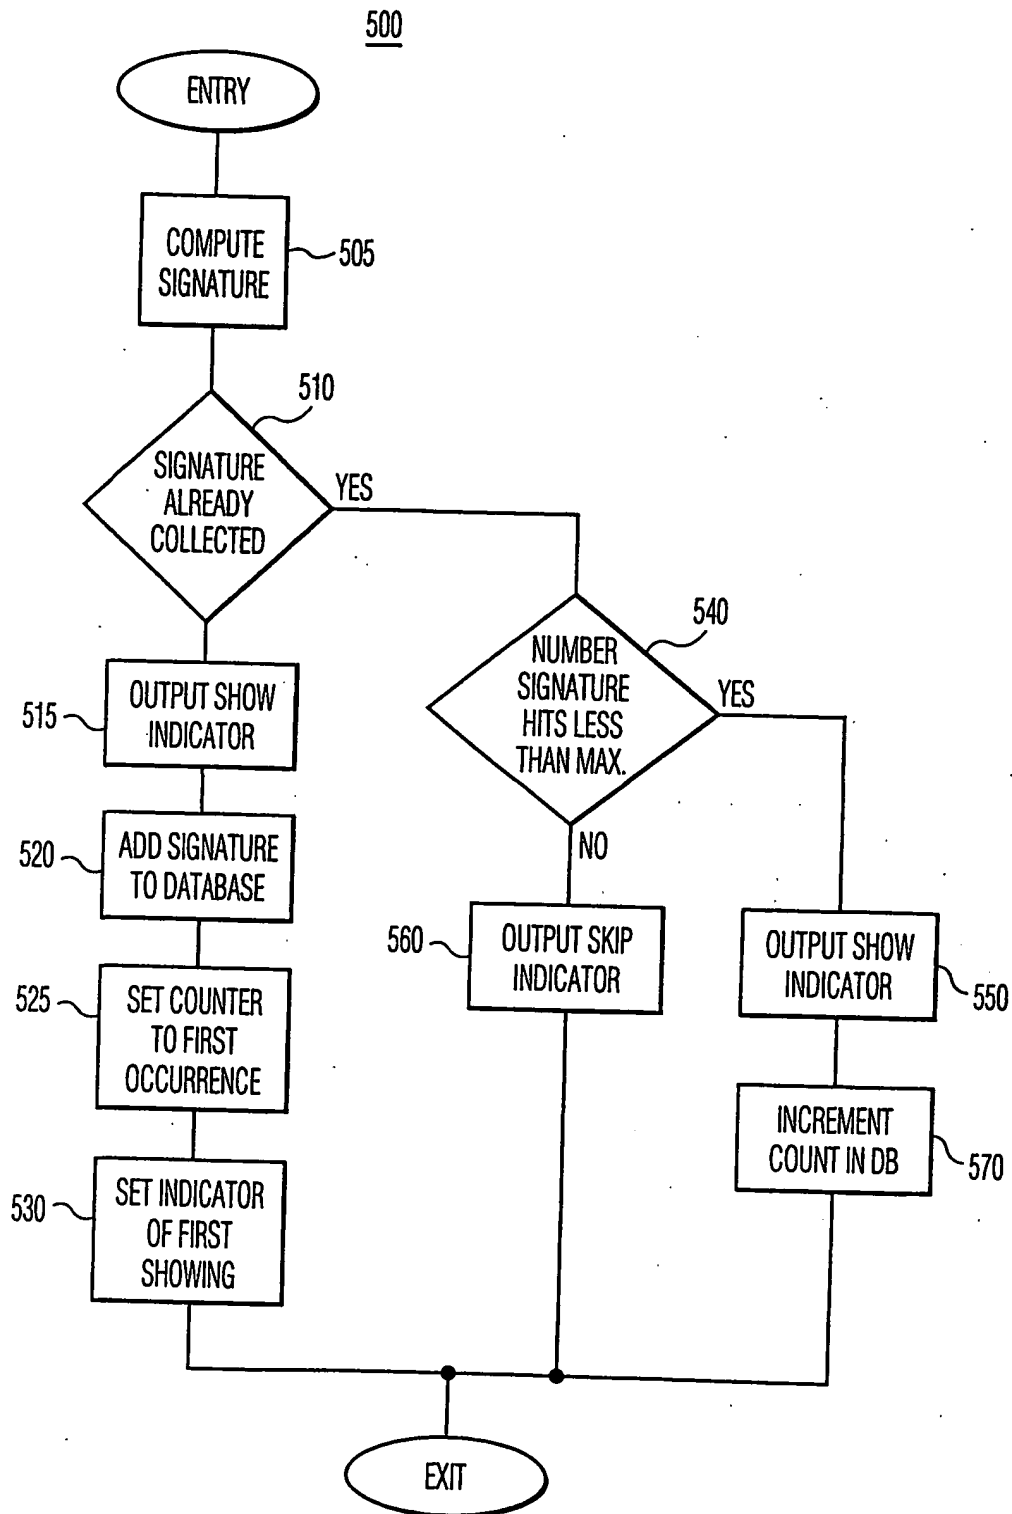 500
ENTRY
COMPUTE
SIGNATURE
505
510
SIGNATURE
ALREADY
COLLECTED
YES
540
NUMBER
SIGNATURE
HITS LESS
THAN MAX.
YES
NO
515
OUTPUT SHOW
INDICATOR
520
ADD SIGNATURE
TO DATABASE
525
SET COUNTER
TO FIRST
OCCURRENCE
530
SET INDICATOR
OF FIRST
SHOWING
560
OUTPUT SKIP
INDICATOR
OUTPUT SHOW
INDICATOR
550
INCREMENT
COUNT IN DB
570
EXIT